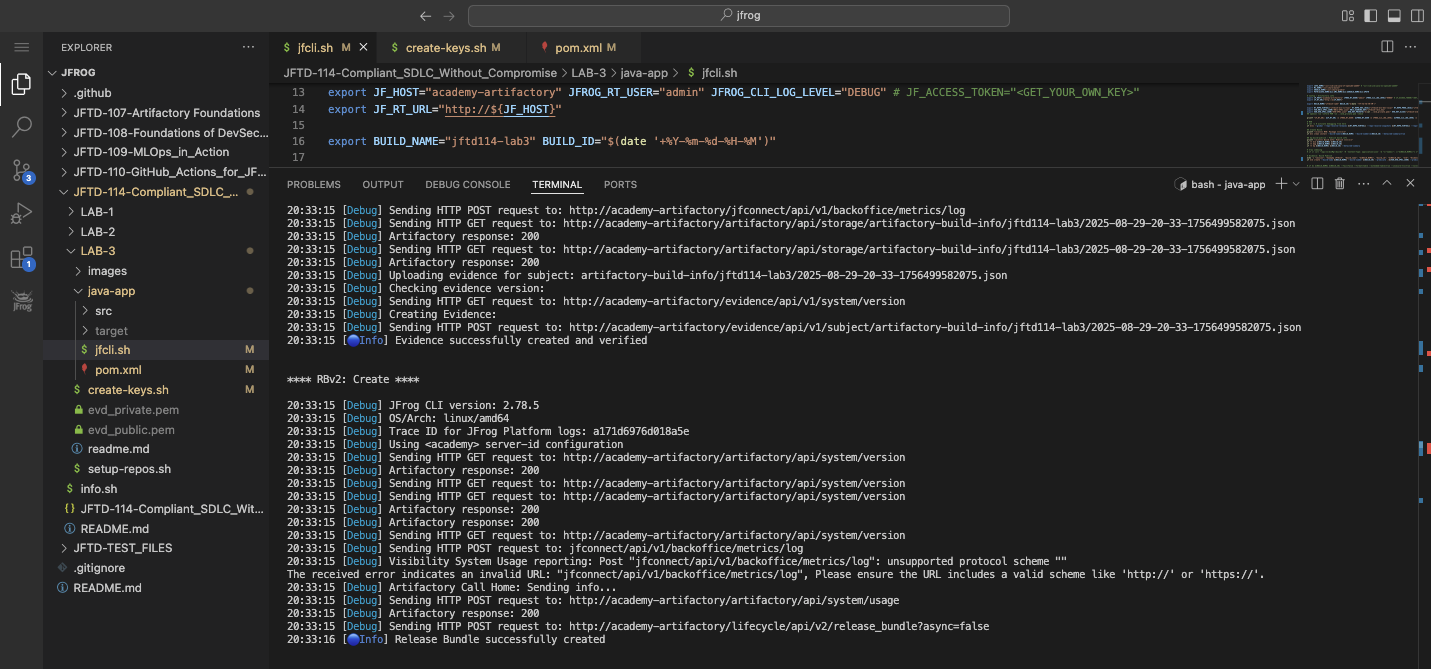 jfrog
EXPLORER
JFROG
.github
JFTD-107-Artifactory Foundations
JFTD-108-Foundations of DevSec...
JFTD-109-MLOps_in_Action
JFTD-110-GitHub_Actions_for_JF...
JFTD-114-Compliant_SDLC_...
LAB-1
LAB-2
LAB-3
images
java-app
src
target
$ jfcli.sh M
pom.xml M
$ create-keys.sh M
evd_private.pem
evd_public.pem
readme.md
$ setup-repos.sh
$ info.sh
{} JFTD-114-Compliant_SDLC_Wit...
README.md
JFTD-TEST_FILES
.gitignore
README.md
3
1
JFrog
$ jfcli.sh M
$ create-keys.sh M
pom.xml M
JFTD-114-Compliant_SDLC_Without_Compromise > LAB-3 > java-app > $ jfcli.sh
13 export JF_HOST="academy-artifactory" JFROG_RT_USER="admin" JFROG_CLI_LOG_LEVEL="DEBUG" # JF_ACCESS_TOKEN="<GET_YOUR_OWN_KEY>"
14 export JF_RT_URL="http://${JF_HOST}"
15
16 export BUILD_NAME="jftd114-lab3" BUILD_ID="$(date '+%Y-%m-%d-%H-%M')"
17
PROBLEMS OUTPUT DEBUG CONSOLE TERMINAL PORTS
bash - java-app
20:33:15 [Debug] Sending HTTP POST request to: http://academy-artifactory/jfconnect/api/v1/backoffice/metrics/log
20:33:15 [Debug] Sending HTTP GET request to: http://academy-artifactory/artifactory/api/storage/artifactory-build-info/jftd114-lab3/2025-08-29-20-33-1756499582075.json
20:33:15 [Debug] Artifactory response: 200
20:33:15 [Debug] Sending HTTP GET request to: http://academy-artifactory/artifactory/api/storage/artifactory-build-info/jftd114-lab3/2025-08-29-20-33-1756499582075.json
20:33:15 [Debug] Artifactory response: 200
20:33:15 [Debug] Uploading evidence for subject: artifactory-build-info/jftd114-lab3/2025-08-29-20-33-1756499582075.json
20:33:15 [Debug] Checking evidence version:
20:33:15 [Debug] Sending HTTP GET request to: http://academy-artifactory/evidence/api/v1/system/version
20:33:15 [Debug] Creating Evidence:
20:33:15 [Debug] Sending HTTP POST request to: http://academy-artifactory/evidence/api/v1/subject/artifactory-build-info/jftd114-lab3/2025-08-29-20-33-1756499582075.json
20:33:15 [🔵Info] Evidence successfully created and verified
**** RBv2: Create ****
20:33:15 [Debug] JFrog CLI version: 2.78.5
20:33:15 [Debug] OS/Arch: linux/amd64
20:33:15 [Debug] Trace ID for JFrog Platform logs: a171d6976d018a5e
20:33:15 [Debug] Using <academy> server-id configuration
20:33:15 [Debug] Sending HTTP GET request to: http://academy-artifactory/artifactory/api/system/version
20:33:15 [Debug] Artifactory response: 200
20:33:15 [Debug] Sending HTTP GET request to: http://academy-artifactory/artifactory/api/system/version
20:33:15 [Debug] Sending HTTP GET request to: http://academy-artifactory/artifactory/api/system/version
20:33:15 [Debug] Artifactory response: 200
20:33:15 [Debug] Artifactory response: 200
20:33:15 [Debug] Sending HTTP GET request to: http://academy-artifactory/artifactory/api/system/version
20:33:15 [Debug] Sending HTTP POST request to: jfconnect/api/v1/backoffice/metrics/log
20:33:15 [Debug] Visibility System Usage reporting: Post "jfconnect/api/v1/backoffice/metrics/log": unsupported protocol scheme ""
The received error indicates an invalid URL: "jfconnect/api/v1/backoffice/metrics/log", Please ensure the URL includes a valid scheme like 'http://' or 'https://'.
20:33:15 [Debug] Artifactory Call Home: Sending info...
20:33:15 [Debug] Sending HTTP POST request to: http://academy-artifactory/artifactory/api/system/usage
20:33:15 [Debug] Artifactory response: 200
20:33:15 [Debug] Sending HTTP POST request to: http://academy-artifactory/lifecycle/api/v2/release_bundle?async=false
20:33:16 [🔵Info] Release Bundle successfully created